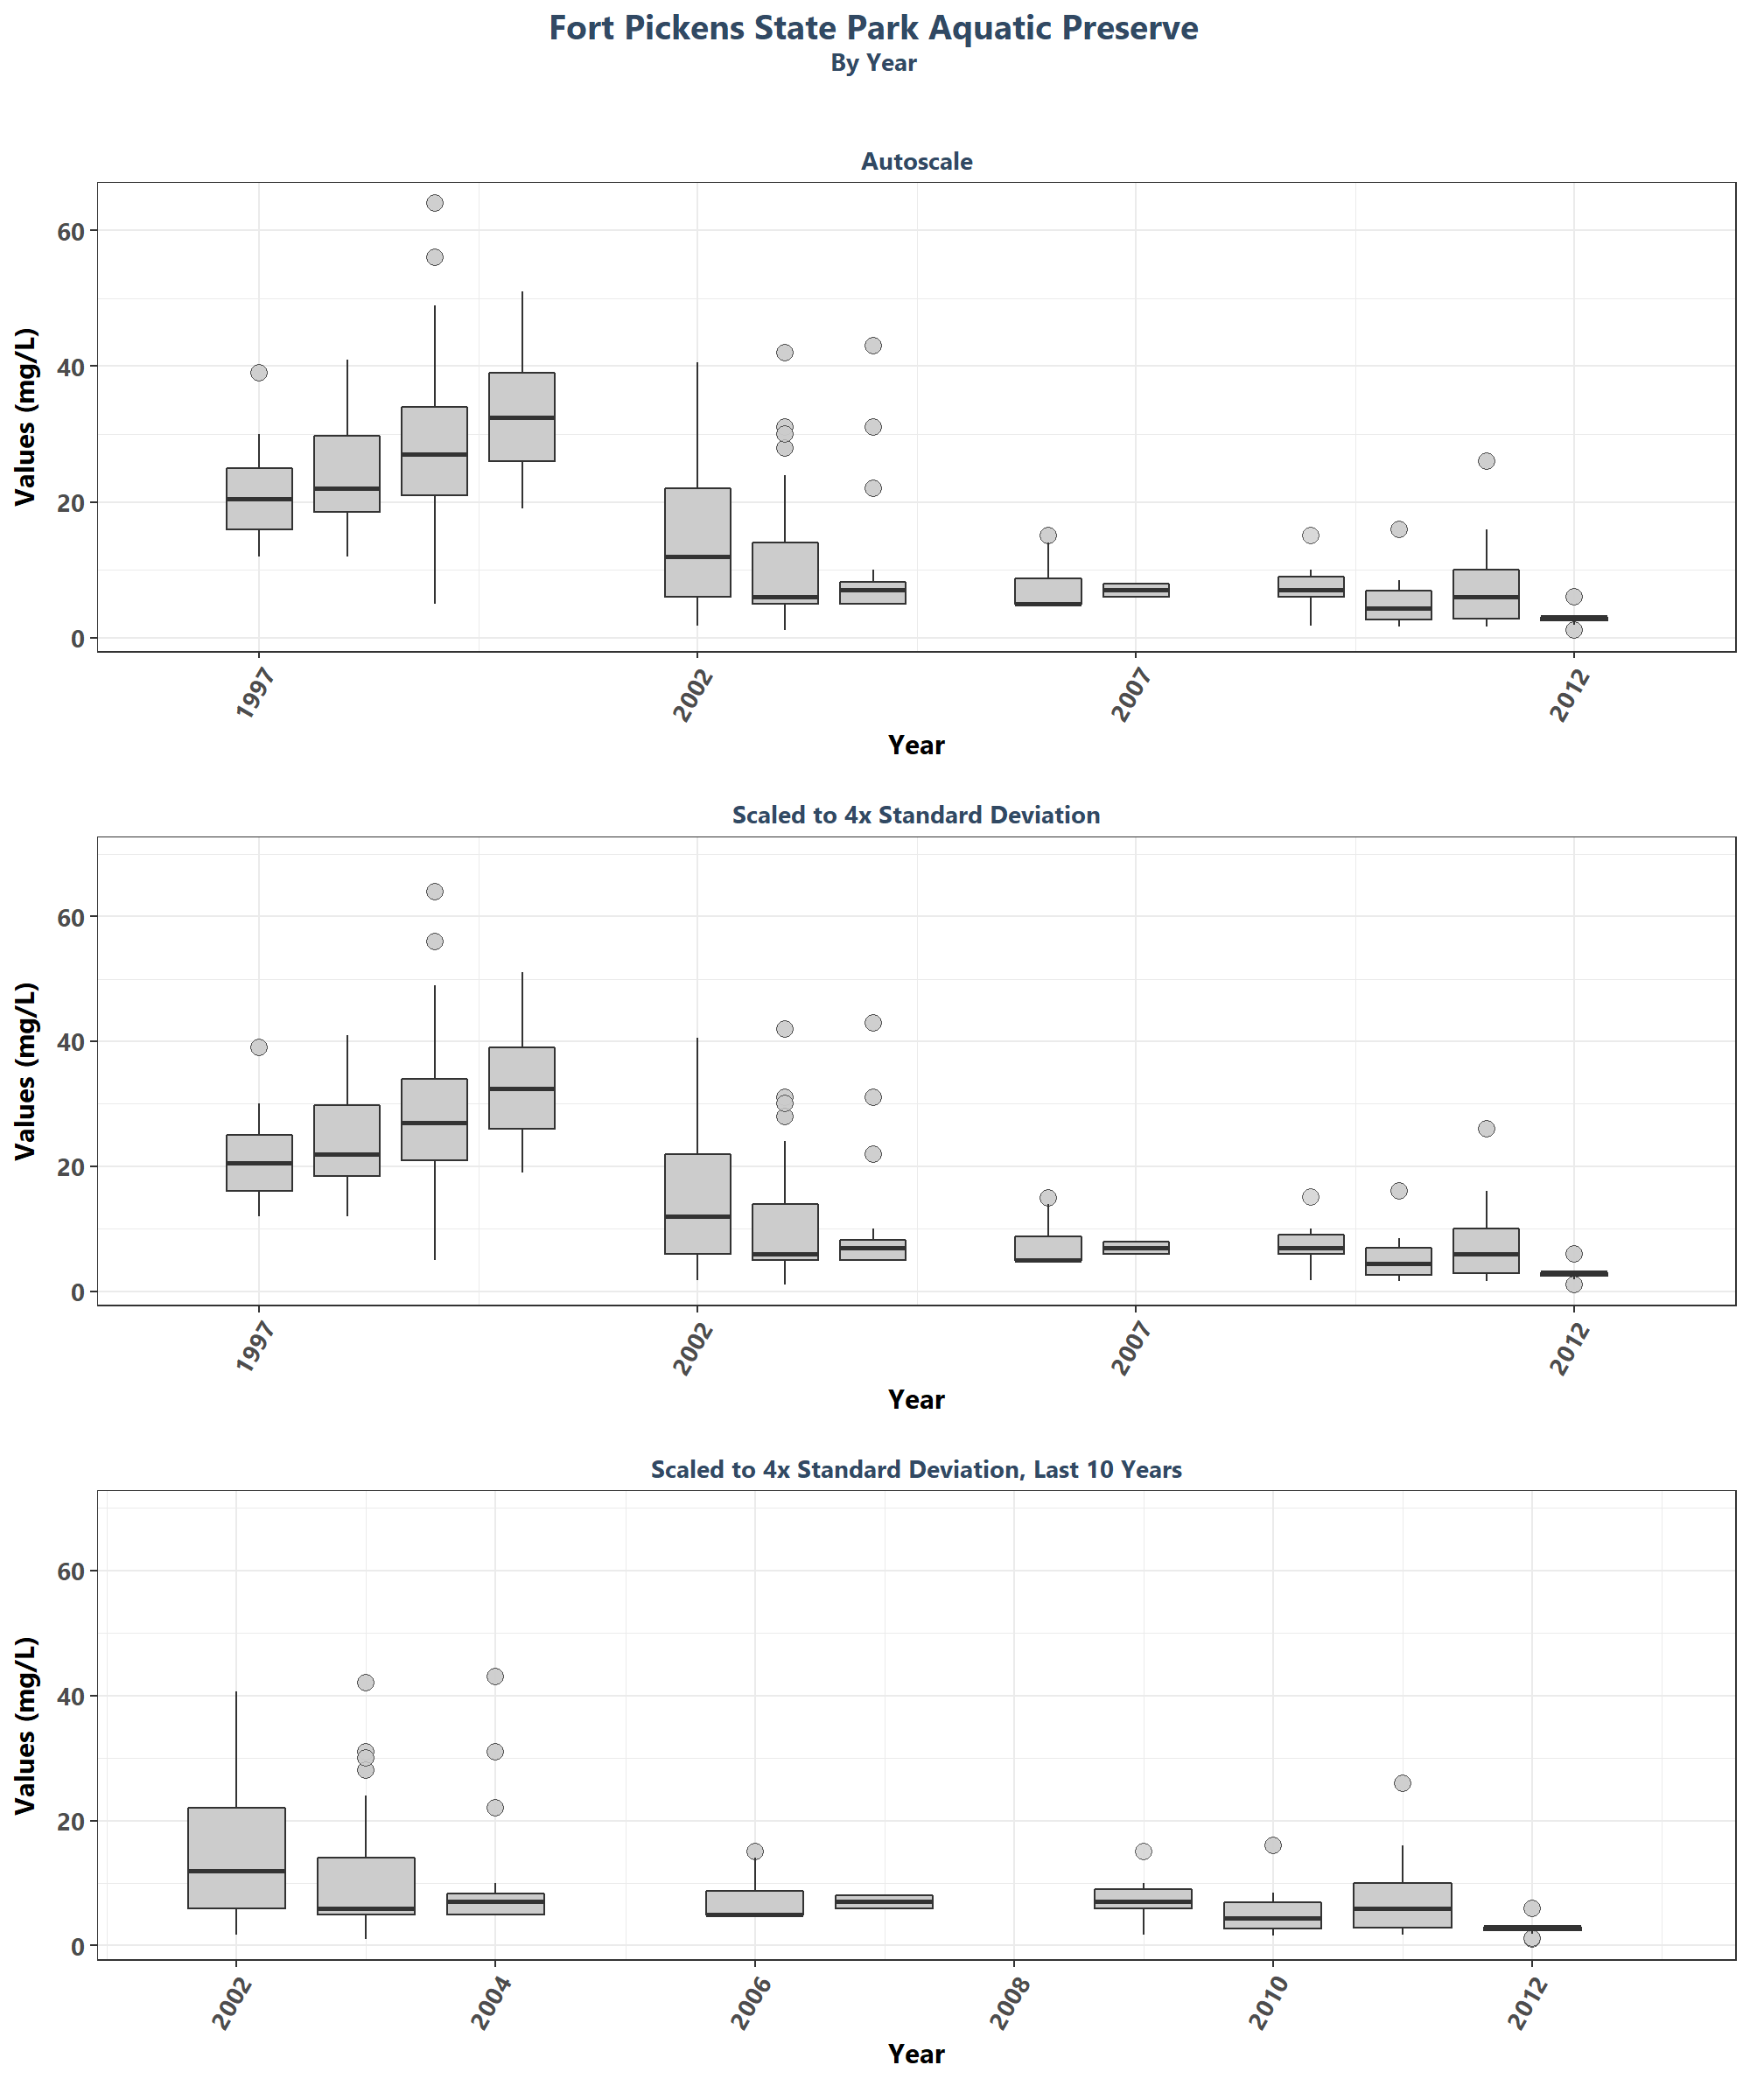 Fort Pickens State Park Aquatic Preserve
By Year
Autoscale
Values (mg/L)
60
40
20
0
1997
2002
2007
2012
Year
Scaled to 4x Standard Deviation
Values (mg/L)
60
40
20
0
1997
2002
2007
2012
Year
Scaled to 4x Standard Deviation, Last 10 Years
Values (mg/L)
60
40
20
0
2002
2004
2006
2008
2010
2012
Year